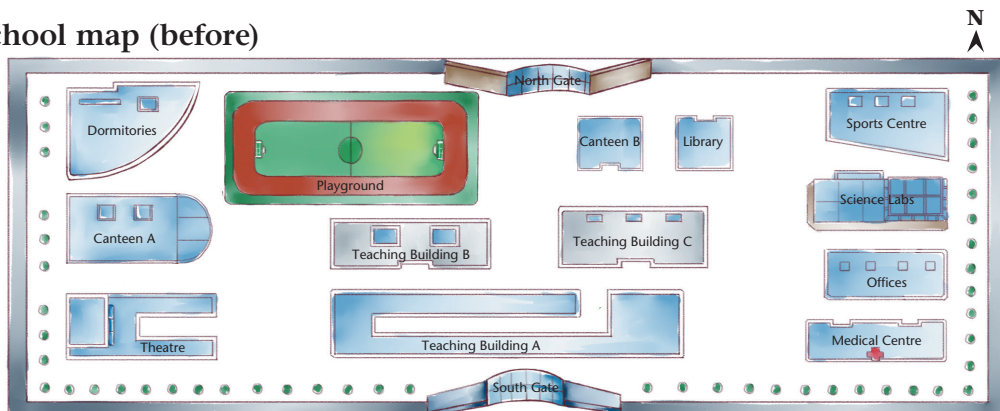 chool map (before)
N
North Gate
Dormitories
Playground
Canteen B
Library
Sports Centre
Science Labs
Canteen A
Teaching Building B
Teaching Building C
Offices
Theatre
Teaching Building A
Medical Centre
South Gate